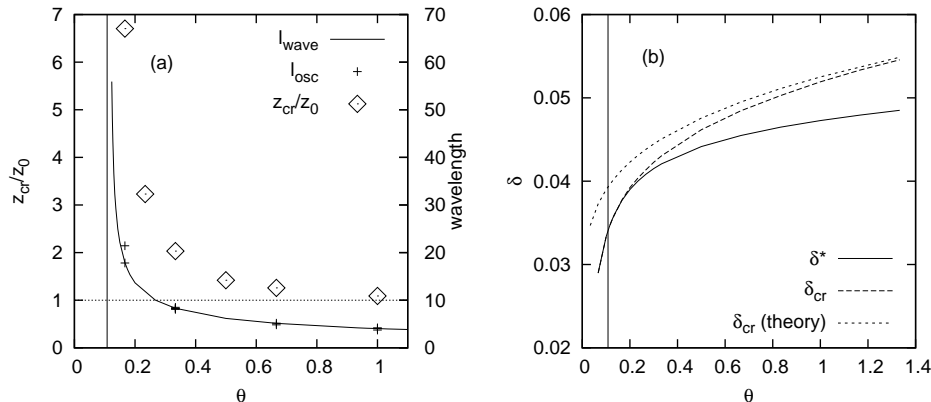 7
6
5
4
3
2
1
0
z_cr/z_0
70
60
50
40
30
20
10
0
wavelength
(a)
l_wave
l_osc
z_cr/z_0
0 0.2 0.4 0.6 0.8 1
θ
0.06
0.05
0.04
0.03
0.02
δ
(b)
δ*
δ_cr
δ_cr (theory)
0 0.2 0.4 0.6 0.8 1 1.2 1.4
θ